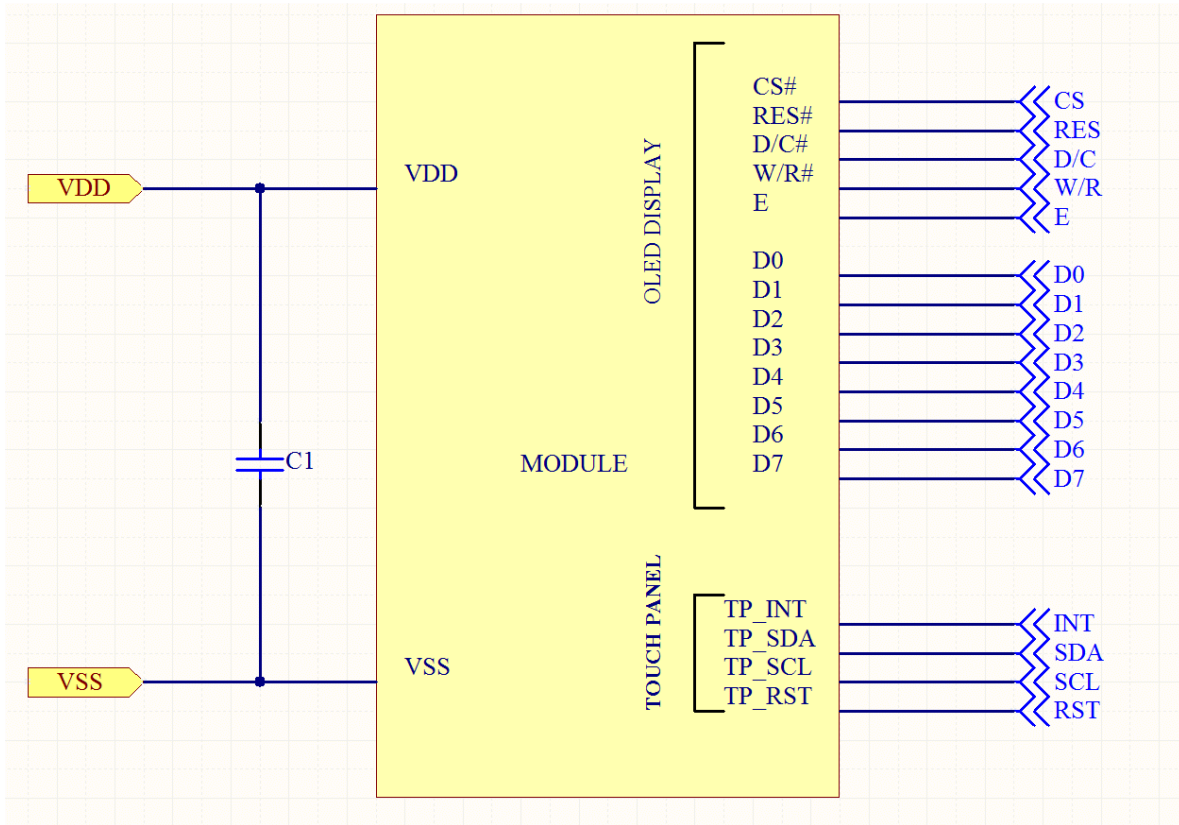 VDD
VSS
C1
VDD
VSS
MODULE
OLED DISPLAY
CS#
RES#
D/C#
W/R#
E
D0
D1
D2
D3
D4
D5
D6
D7
TOUCH PANEL
TP_INT
TP_SDA
TP_SCL
TP_RST
CS
RES
D/C
W/R
E
D0
D1
D2
D3
D4
D5
D6
D7
INT
SDA
SCL
RST